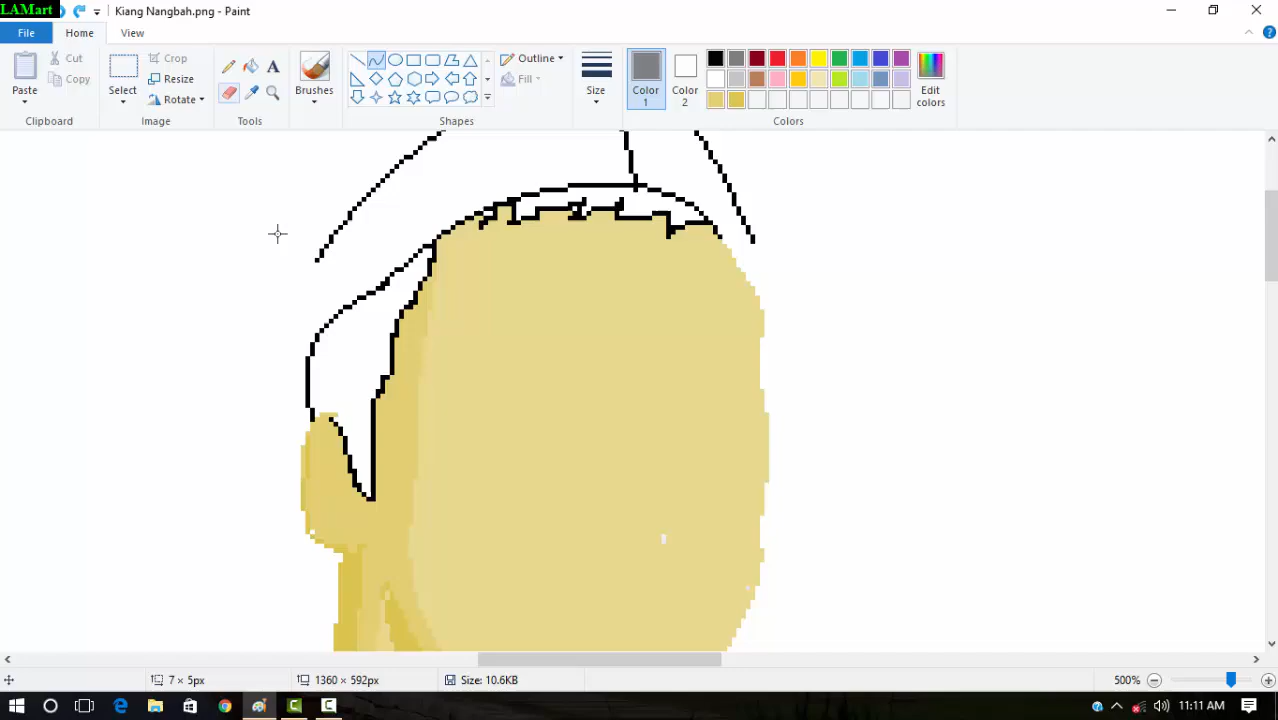 LAMart
Kiang Nangbah.png - Paint
File
Home
View
Paste
Cut
Copy
Clipboard
Select
Crop
Resize
Rotate
Image
A
Tools
Brushes
Outline
Fill
Shapes
Size
Color
1
Color
2
Edit
colors
Colors
7 × 5px
1360 × 592px
Size: 10.6KB
500%
11:11 AM